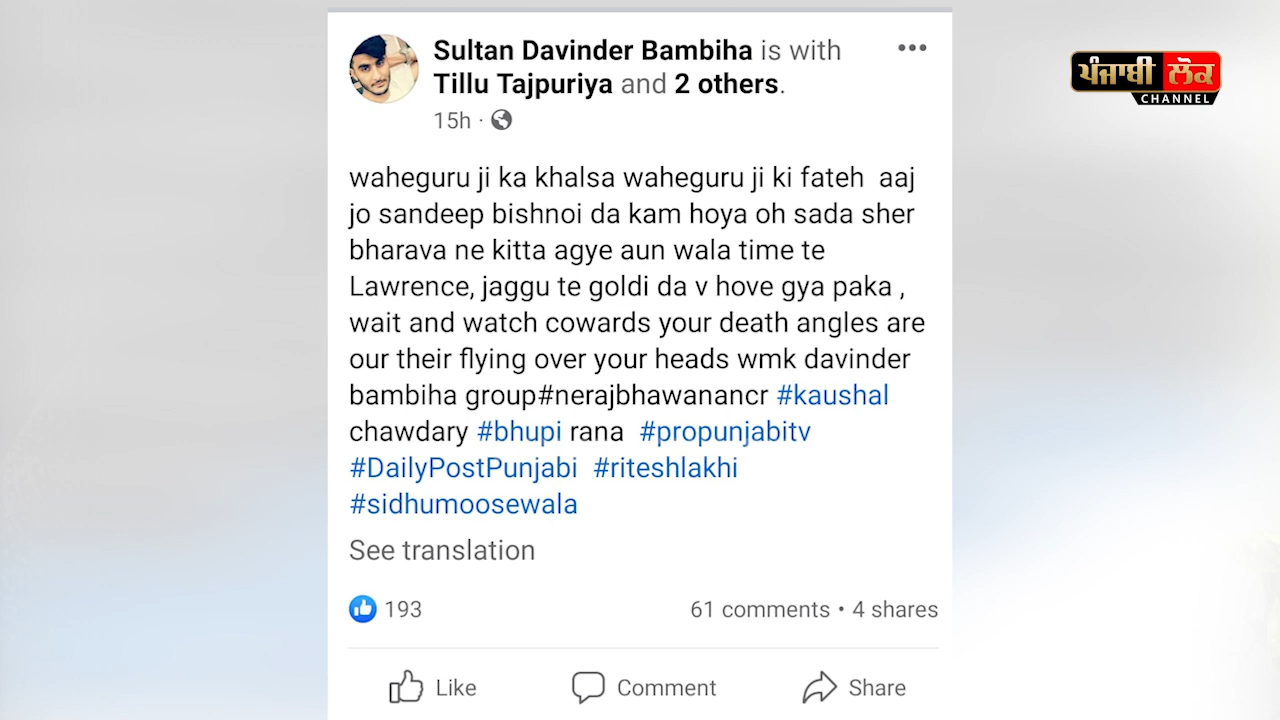 Sultan Davinder Bambiha is with
Tillu Tajpuriya and 2 others.
15h ·
ਪੰਜਾਬੀ ਲੋਕ
CHANNEL
waheguru ji ka khalsa waheguru ji ki fateh aaj
jo sandeep bishnoi da kam hoya oh sada sher
bharava ne kitta agye aun wala time te
Lawrence, jaggu te goldi da v hove gya paka ,
wait and watch cowards your death angles are
our their flying over your heads wmk davinder
bambiha group#nerajbhawanancr #kaushal
chawdary #bhupi rana #propunjabitv
#DailyPostPunjabi #riteshlakhi
#sidhumoosewala
See translation
193 61 comments • 4 shares
Like Comment Share